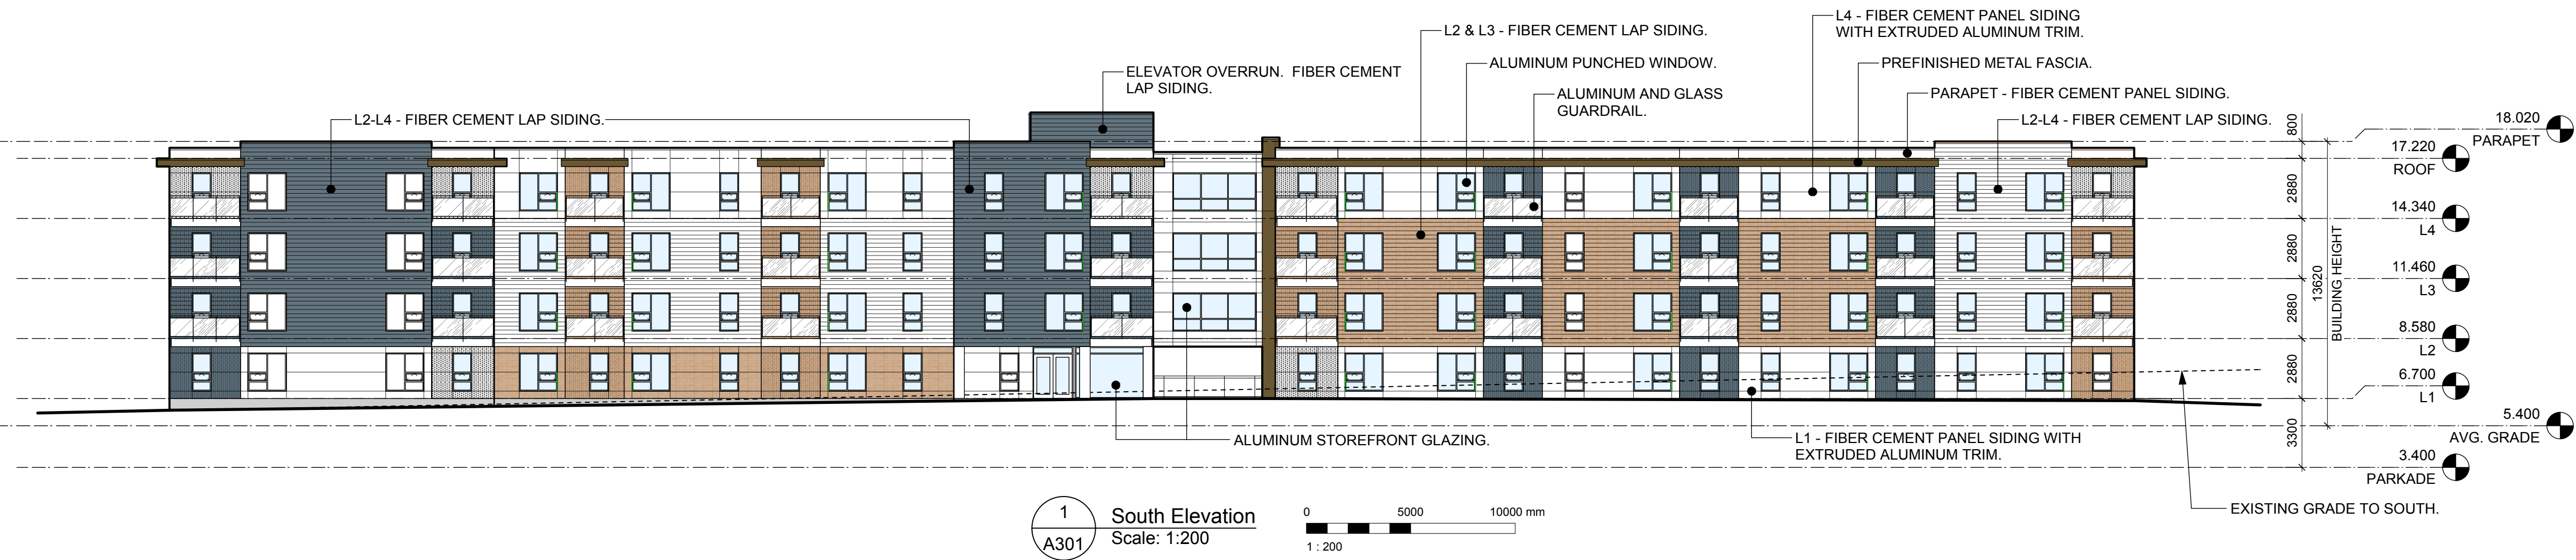 L4 - FIBER CEMENT PANEL SIDING
WITH EXTRUDED ALUMINUM TRIM.
L2 & L3 - FIBER CEMENT LAP SIDING.
ALUMINUM PUNCHED WINDOW.
PREFINISHED METAL FASCIA.
ELEVATOR OVERRUN.  FIBER CEMENT
LAP SIDING.
ALUMINUM AND GLASS
GUARDRAIL.
PARAPET - FIBER CEMENT PANEL SIDING.
L2-L4 - FIBER CEMENT LAP SIDING.
L2-L4 - FIBER CEMENT LAP SIDING.
800
2880
2880
2880
2880
3300
13620
BUILDING HEIGHT
18.020
PARAPET
17.220
ROOF
14.340
L4
11.460
L3
8.580
L2
6.700
L1
5.400
AVG. GRADE
3.400
PARKADE
ALUMINUM STOREFRONT GLAZING.
L1 - FIBER CEMENT PANEL SIDING WITH
EXTRUDED ALUMINUM TRIM.
EXISTING GRADE TO SOUTH.
1
A301
South Elevation
Scale: 1:200
0 5000 10000 mm
1 : 200